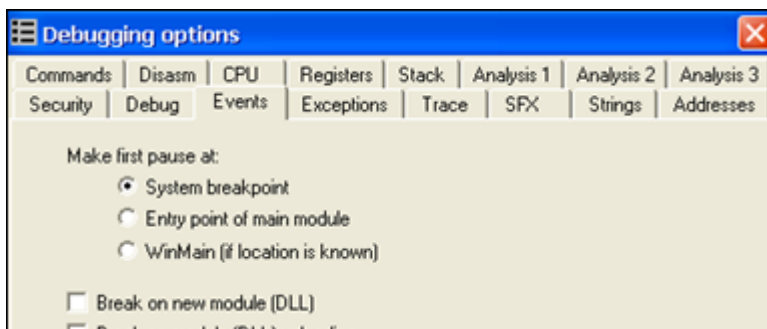 Debugging options
Commands Disasm CPU Registers Stack Analysis 1 Analysis 2 Analysis 3
Security Debug Events Exceptions Trace SFX Strings Addresses
Make first pause at:
System breakpoint
Entry point of main module
WinMain (if location is known)
Break on new module (DLL)